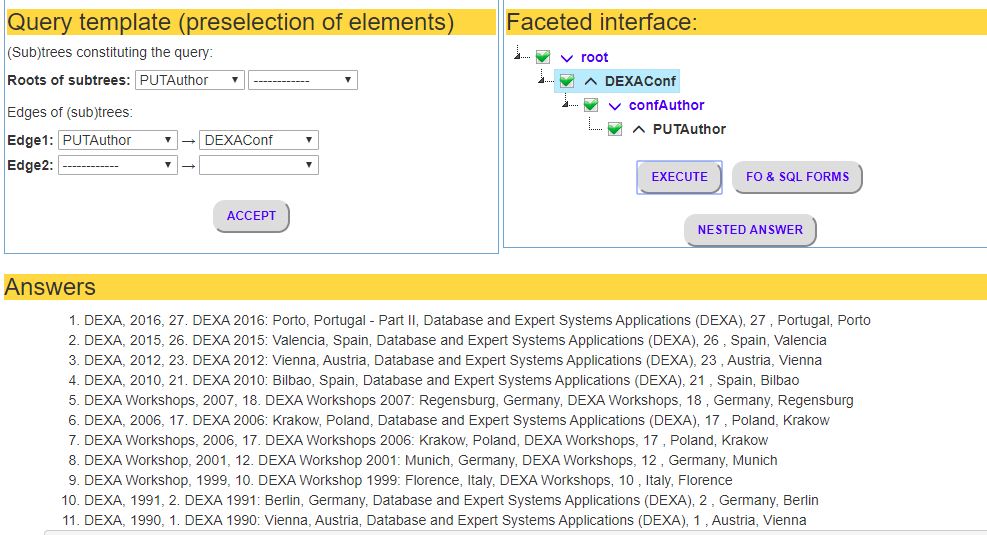 Query template (preselection of elements)
(Sub)trees constituting the query:
Roots of subtrees: PUTAuthor ------------
Edges of (sub)trees:
Edge1: PUTAuthor → DEXAConf
Edge2: ------------ →
ACCEPT
Faceted interface:
root
DEXAConf
confAuthor
PUTAuthor
EXECUTE FO & SQL FORMS
NESTED ANSWER
Answers
1. DEXA, 2016, 27. DEXA 2016: Porto, Portugal - Part II, Database and Expert Systems Applications (DEXA), 27 , Portugal, Porto
2. DEXA, 2015, 26. DEXA 2015: Valencia, Spain, Database and Expert Systems Applications (DEXA), 26 , Spain, Valencia
3. DEXA, 2012, 23. DEXA 2012: Vienna, Austria, Database and Expert Systems Applications (DEXA), 23 , Austria, Vienna
4. DEXA, 2010, 21. DEXA 2010: Bilbao, Spain, Database and Expert Systems Applications (DEXA), 21 , Spain, Bilbao
5. DEXA Workshops, 2007, 18. DEXA Workshops 2007: Regensburg, Germany, DEXA Workshops, 18 , Germany, Regensburg
6. DEXA, 2006, 17. DEXA 2006: Krakow, Poland, Database and Expert Systems Applications (DEXA), 17 , Poland, Krakow
7. DEXA Workshops, 2006, 17. DEXA Workshops 2006: Krakow, Poland, DEXA Workshops, 17 , Poland, Krakow
8. DEXA Workshop, 2001, 12. DEXA Workshop 2001: Munich, Germany, DEXA Workshops, 12 , Germany, Munich
9. DEXA Workshop, 1999, 10. DEXA Workshop 1999: Florence, Italy, DEXA Workshops, 10 , Italy, Florence
10. DEXA, 1991, 2. DEXA 1991: Berlin, Germany, Database and Expert Systems Applications (DEXA), 2 , Germany, Berlin
11. DEXA, 1990, 1. DEXA 1990: Vienna, Austria, Database and Expert Systems Applications (DEXA), 1 , Austria, Vienna